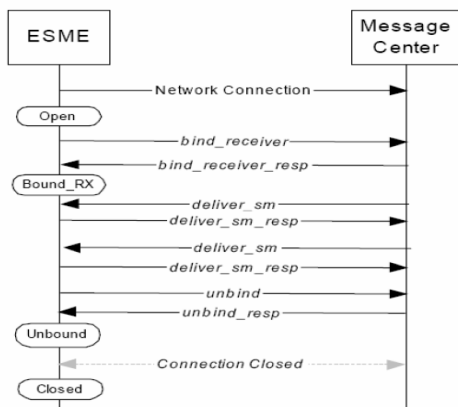 ESME
Message
Center
Network Connection
Open
bind_receiver
bind_receiver_resp
Bound_RX
deliver_sm
deliver_sm_resp
deliver_sm
deliver_sm_resp
unbind
unbind_resp
Unbound
Connection Closed
Closed